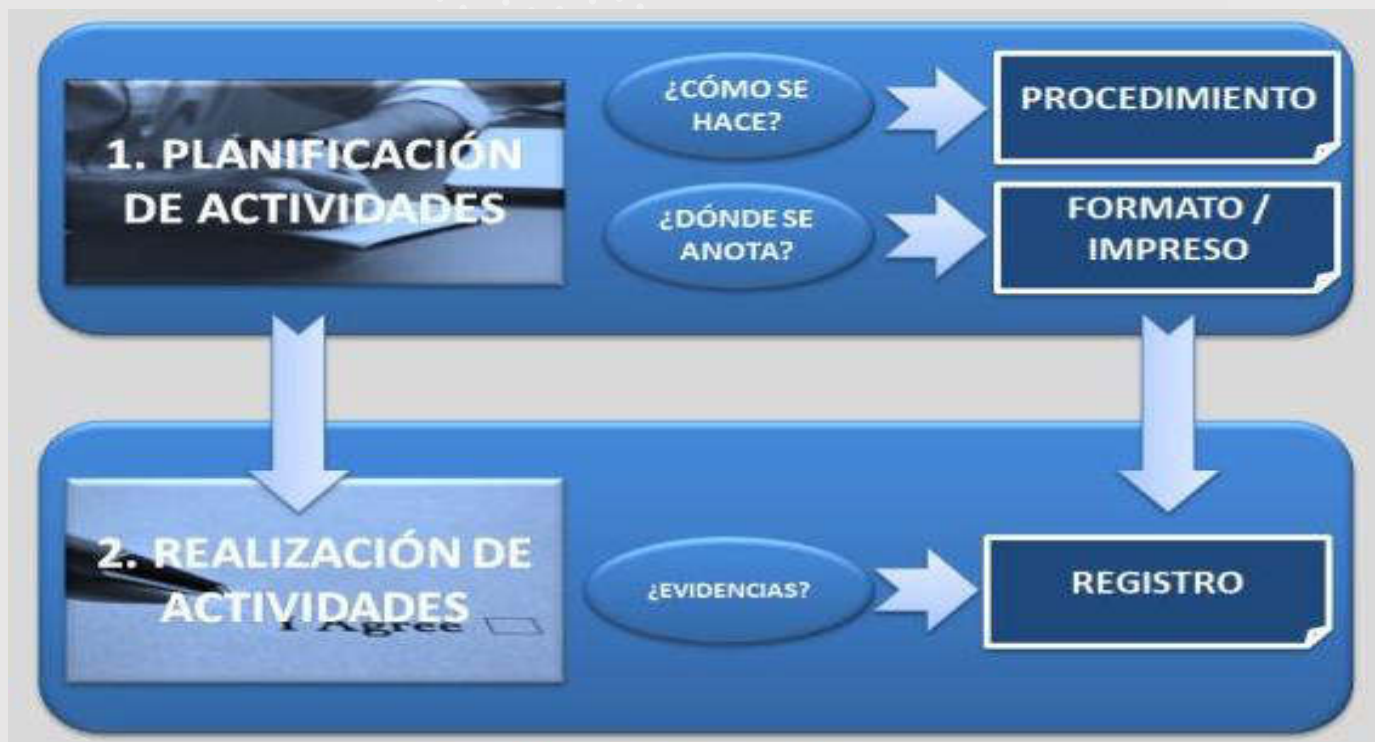 1. PLANIFICACIÓN
DE ACTIVIDADES
¿CÓMO SE
HACE?
PROCEDIMIENTO
¿DÓNDE SE
ANOTA?
FORMATO /
IMPRESO
2. REALIZACIÓN DE
ACTIVIDADES
I Agree
¿EVIDENCIAS?
REGISTRO